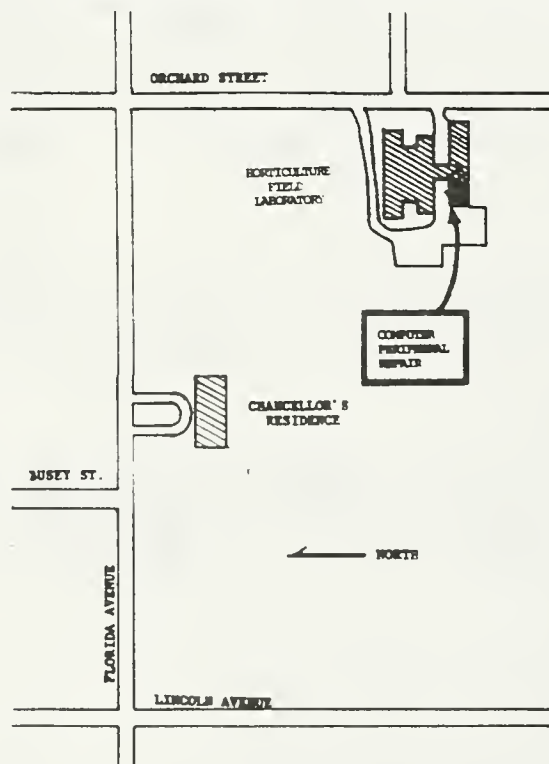 ORCHARD STREET
HORTICULTURE
FIELD
LABORATORY
COMPUTER
PERIPHERAL
REPAIR
CHANCELLOR'S
RESIDENCE
BUSEY ST.
NORTH
FLORIDA AVENUE
LINCOLN AVENUE